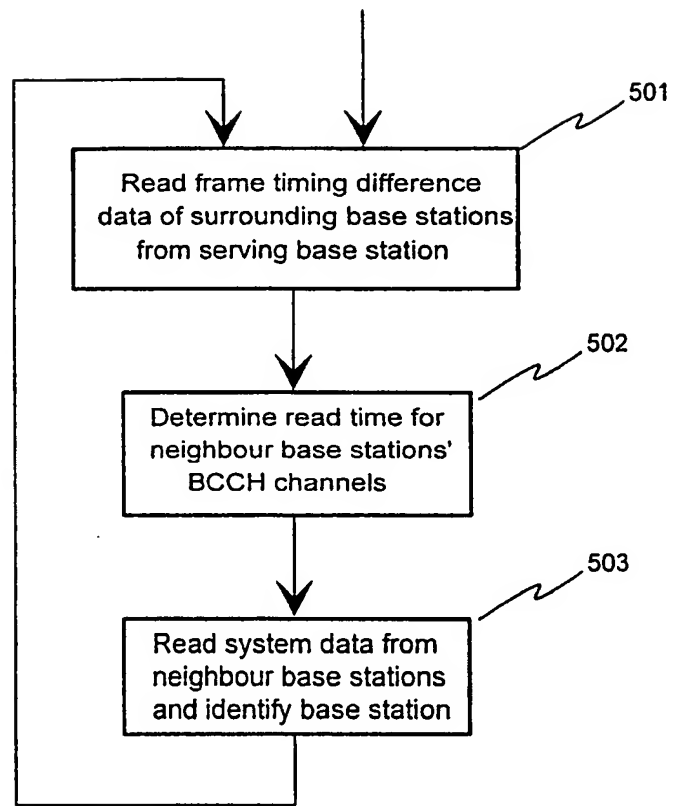 501
Read frame timing difference
data of surrounding base stations
from serving base station
502
Determine read time for
neighbour base stations'
BCCH channels
503
Read system data from
neighbour base stations
and identify base station